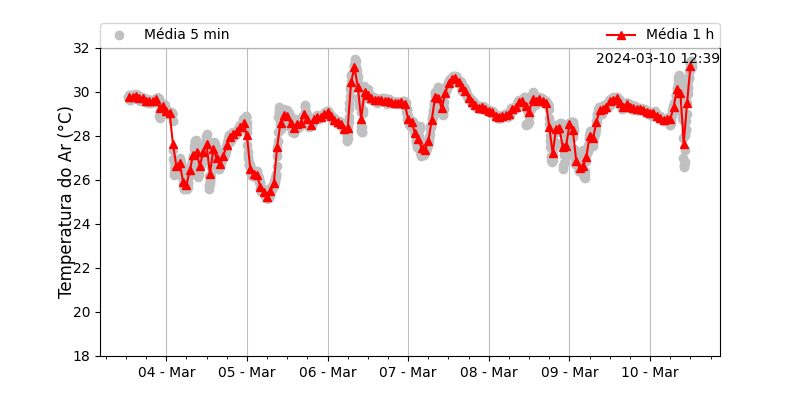 Média 5 min
Média 1 h
2024-03-10 12:39
Temperatura do Ar (°C)
32
30
28
26
24
22
20
18
04 - Mar
05 - Mar
06 - Mar
07 - Mar
08 - Mar
09 - Mar
10 - Mar